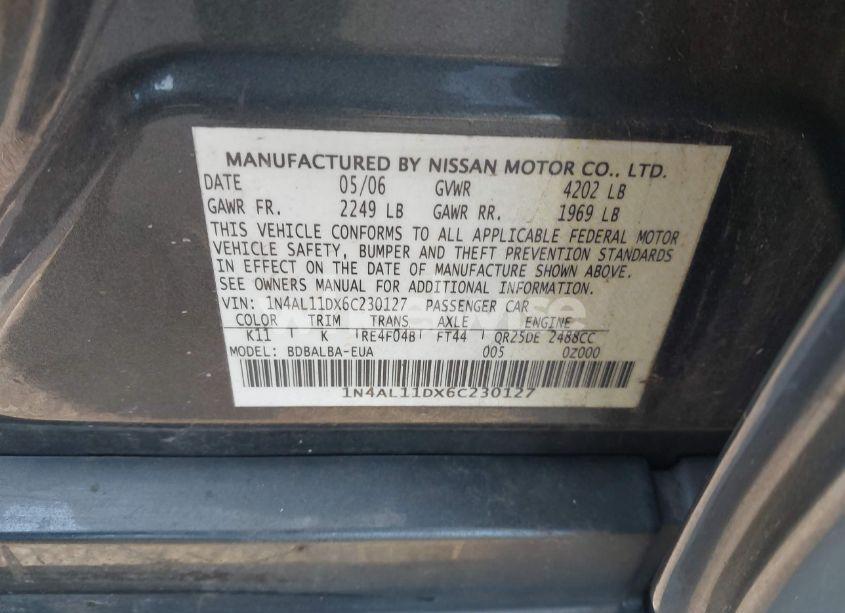 MANUFACTURED BY NISSAN MOTOR CO., LTD.
DATE 05/06 GVWR 4202 LB
GAWR FR. 2249 LB GAWR RR. 1969 LB
THIS VEHICLE CONFORMS TO ALL APPLICABLE FEDERAL MOTOR
VEHICLE SAFETY, BUMPER AND THEFT PREVENTION STANDARDS
IN EFFECT ON THE DATE OF MANUFACTURE SHOWN ABOVE.
SEE OWNERS MANUAL FOR ADDITIONAL INFORMATION.
VIN: 1N4AL11DX6C230127 PASSENGER CAR
COLOR TRIM TRANS AXLE ENGINE
K11 K RE4F04B FT44 QR25DE 2488CC
MODEL: BDBALBA-EUA 005 0Z000
1N4AL11DX6C230127